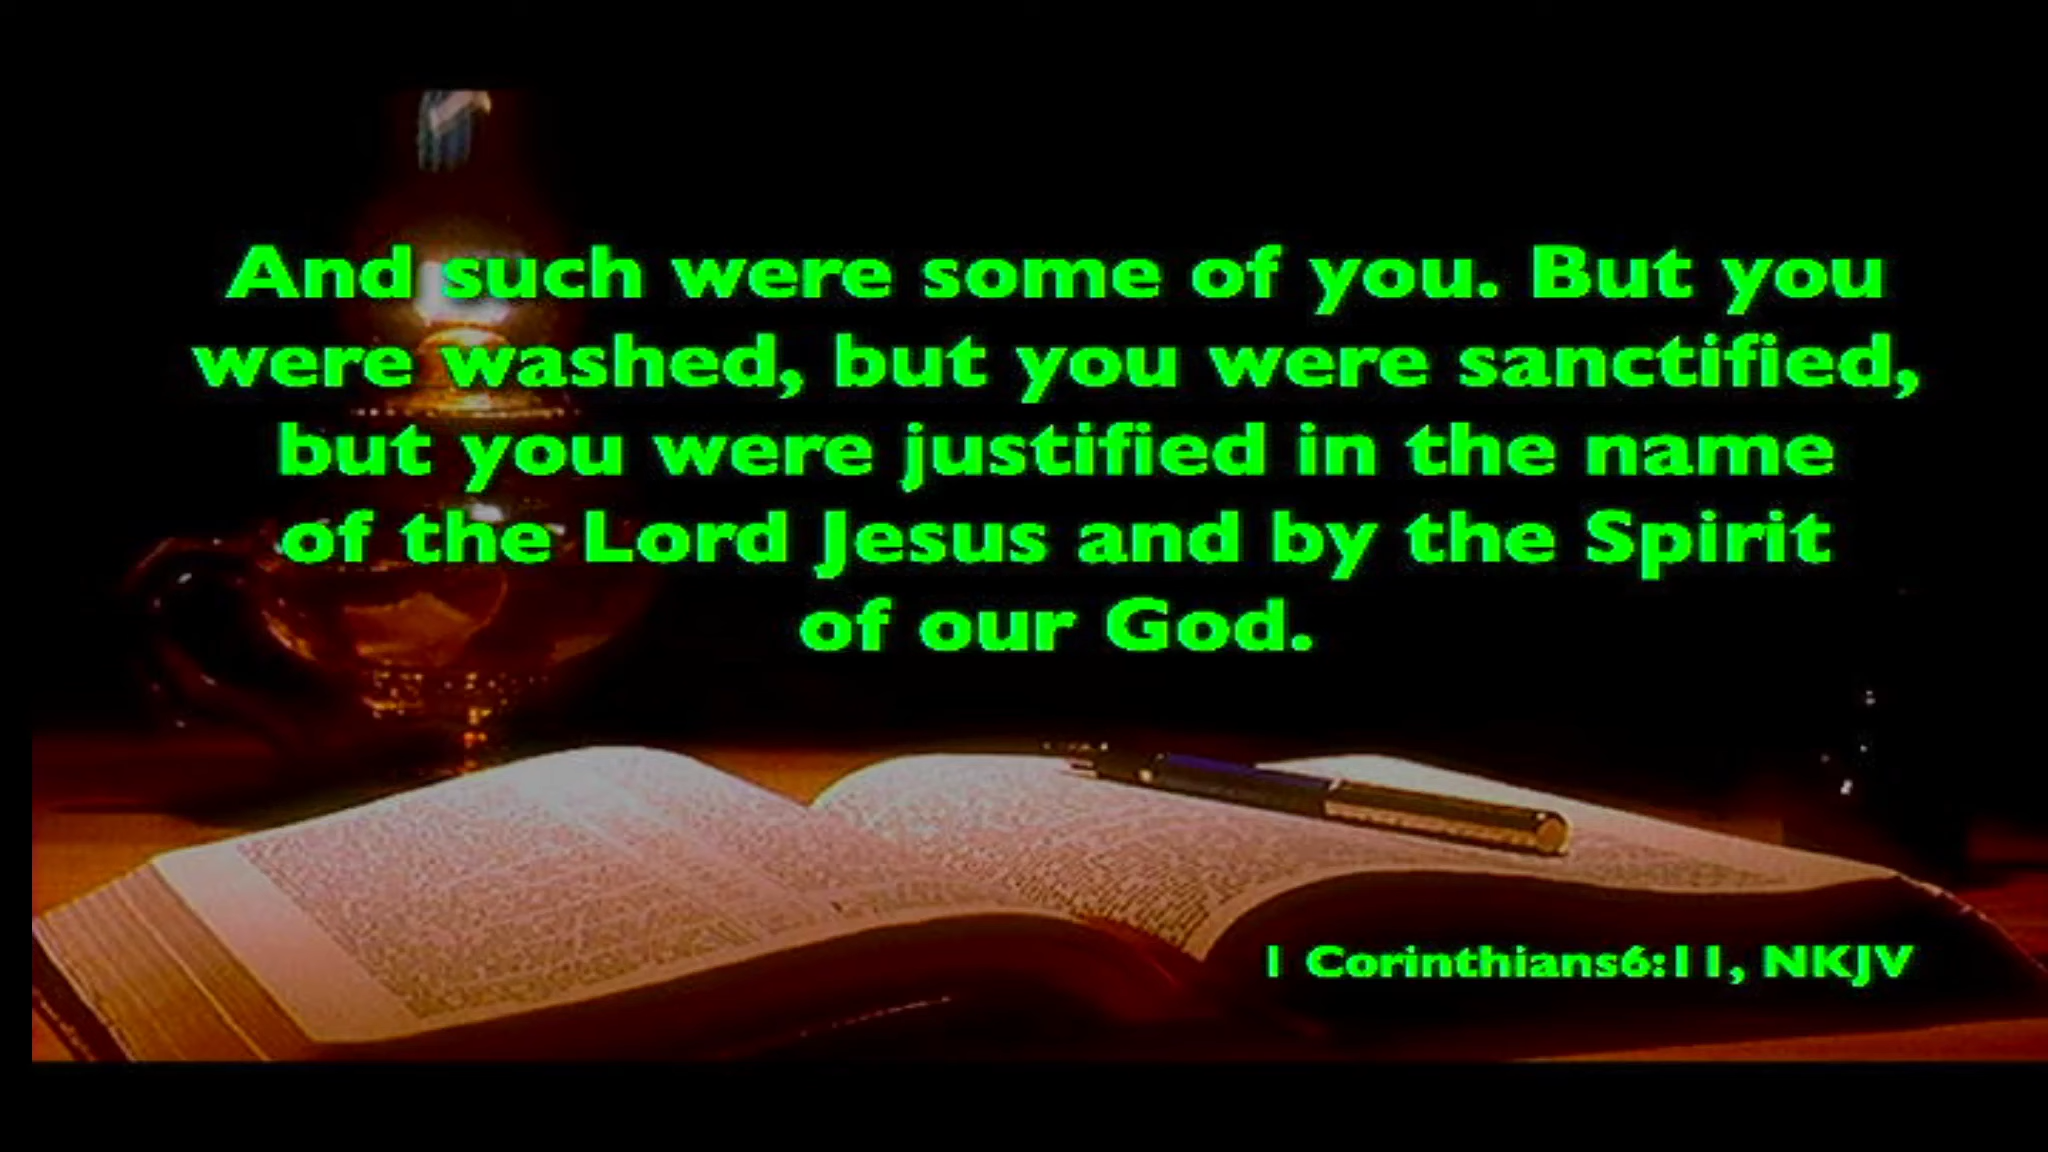 And such were some of you. But you
were washed, but you were sanctified,
but you were justified in the name
of the Lord Jesus and by the Spirit
of our God.
1 Corinthians6:11, NKJV